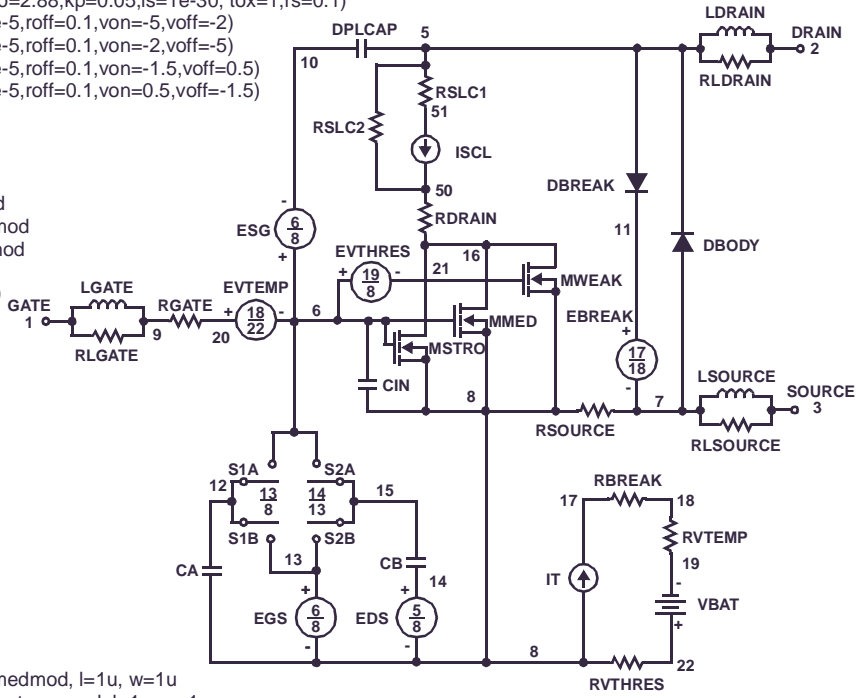 =2.88,kp=0.05,is=1e-30, tox=1,rs=0.1)
e-5,roff=0.1,von=-5,voff=-2)
e-5,roff=0.1,von=-2,voff=-5)
e-5,roff=0.1,von=-1.5,voff=0.5)
e-5,roff=0.1,von=0.5,voff=-1.5)
LDRAIN
DPLCAP 5
DRAIN
2
10
RLDRAIN
RSLC1
51
RSLC2
ISCL
50
DBREAK
RDRAIN
11
DBODY
ESG
-
6
8
+
EVTHRES
+ 19 -
8
16
21
MWEAK
LGATE
EVTEMP
GATE
1
RGATE
+ 18 -
22
6
9
20
RLGATE
MMED
MSTRO
EBREAK +
17
18
-
CIN
8
7
LSOURCE
SOURCE
3
RSOURCE
RLSOURCE
S1A
S2A
12
13
8
14
13
15
S1B
S2B
13
CA
CB
14
+
EGS
6
8
-
+
EDS
5
8
-
RBREAK
17
18
RVTEMP
19
IT
-
VBAT
+
8
22
RVTHRES
medmod, l=1u, w=1u